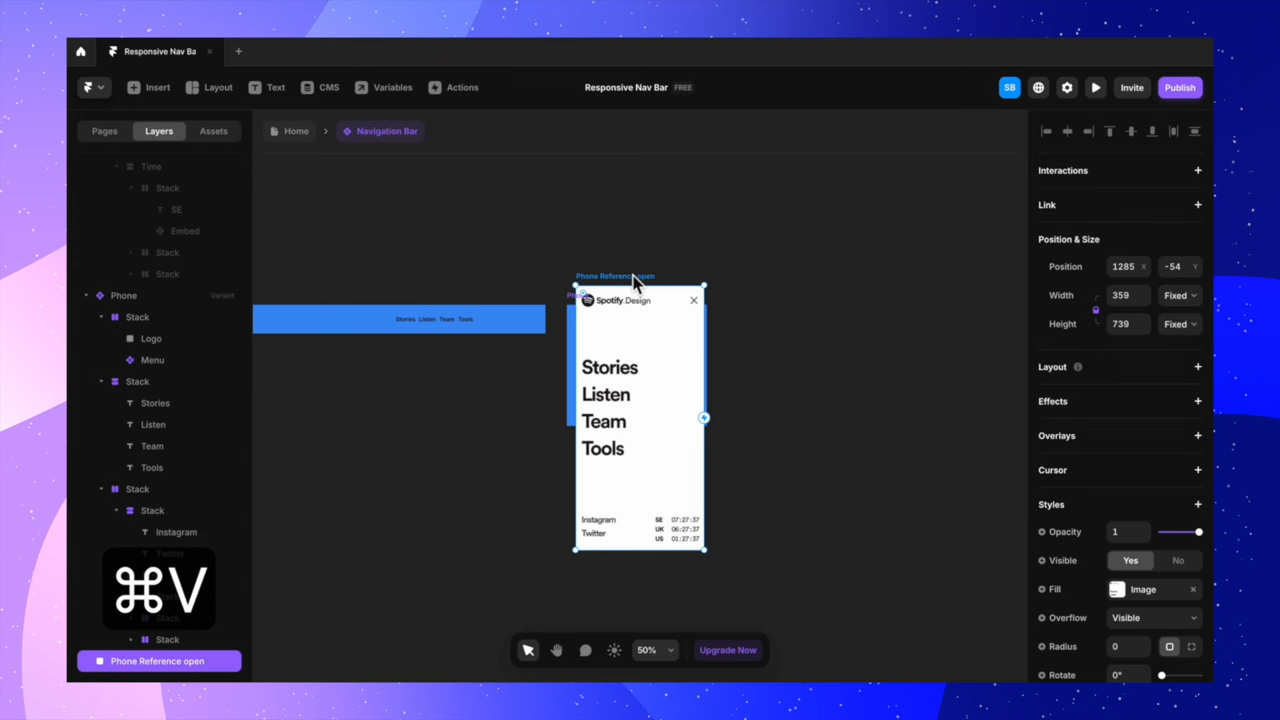 Responsive Nav Ba
Insert
Layout
Text
CMS
Variables
Actions
Responsive Nav Bar FREE
SB
Invite
Publish
Pages
Layers
Assets
Home
Navigation Bar
Time
Stack
SE
Embed
Stack
Stack
Phone
Variant
Stack
Logo
Menu
Stack
Stories
Listen
Team
Tools
Stack
Stack
Instagram
Twitter
Stack
Stack
Phone Reference open
⌘V
Stories Listen Team Tools
Phone Reference open
Spotify Design
Stories
Listen
Team
Tools
Instagram
Twitter
SE 07:27:37
UK 06:27:37
US 01:27:37
50%
Upgrade Now
Interactions
Link
Position & Size
Position 1285 X -54 Y
Width 359 Fixed
Height 739 Fixed
Layout
Effects
Overlays
Cursor
Styles
Opacity 1
Visible Yes No
Fill Image
Overflow Visible
Radius 0
Rotate 0°